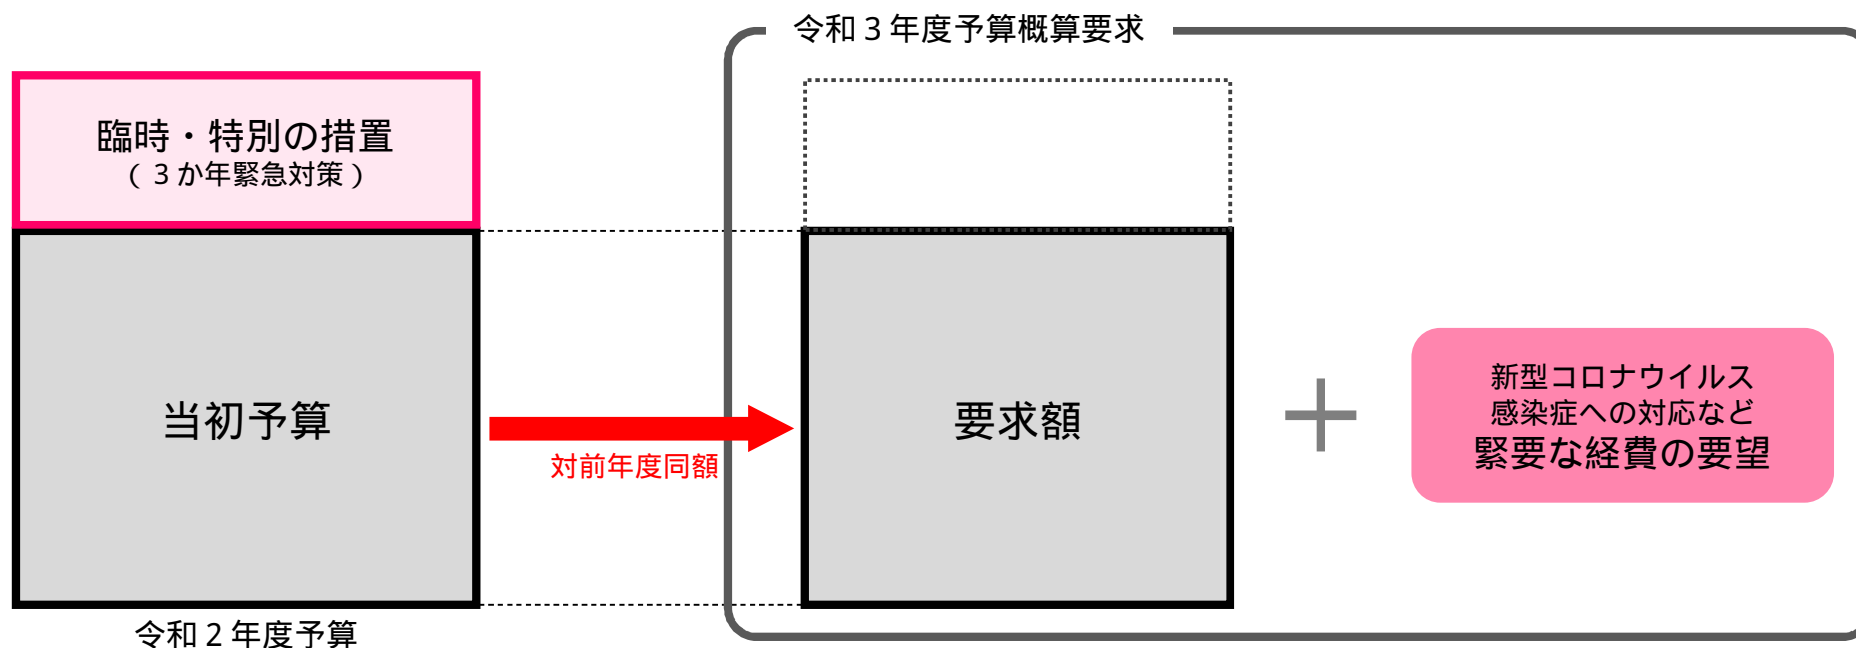 令和３年度予算概算要求
臨時・特別の措置
（３か年緊急対策）
当初予算
対前年度同額
要求額
＋
新型コロナウイルス
感染症への対応など
緊要な経費の要望
令和２年度予算